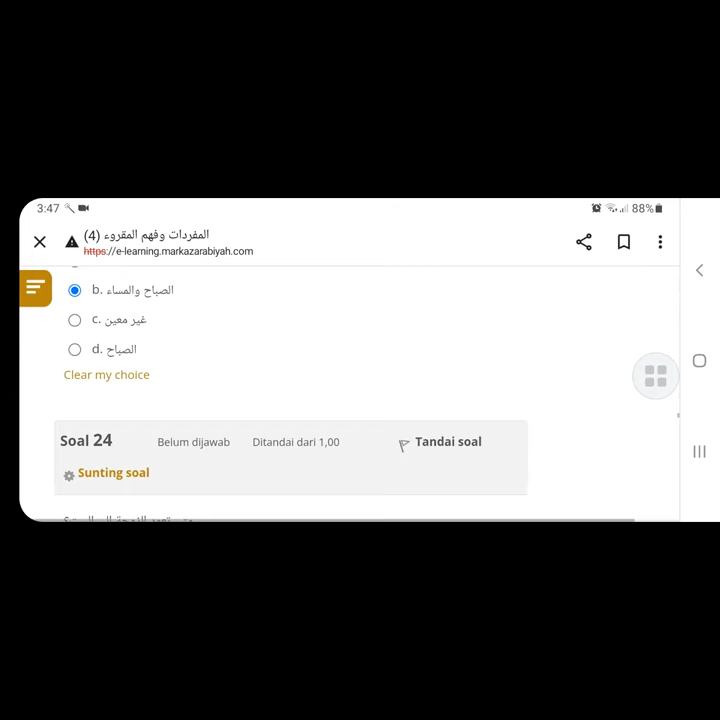 3:47
88%
المفردات وفهم المقروء (4)
https://e-learning.markazarabiyah.com
b. الصباح والمساء
c. غير معين
d. الصباح
Clear my choice
Soal 24 Belum dijawab Ditandai dari 1,00 Tandai soal
Sunting soal